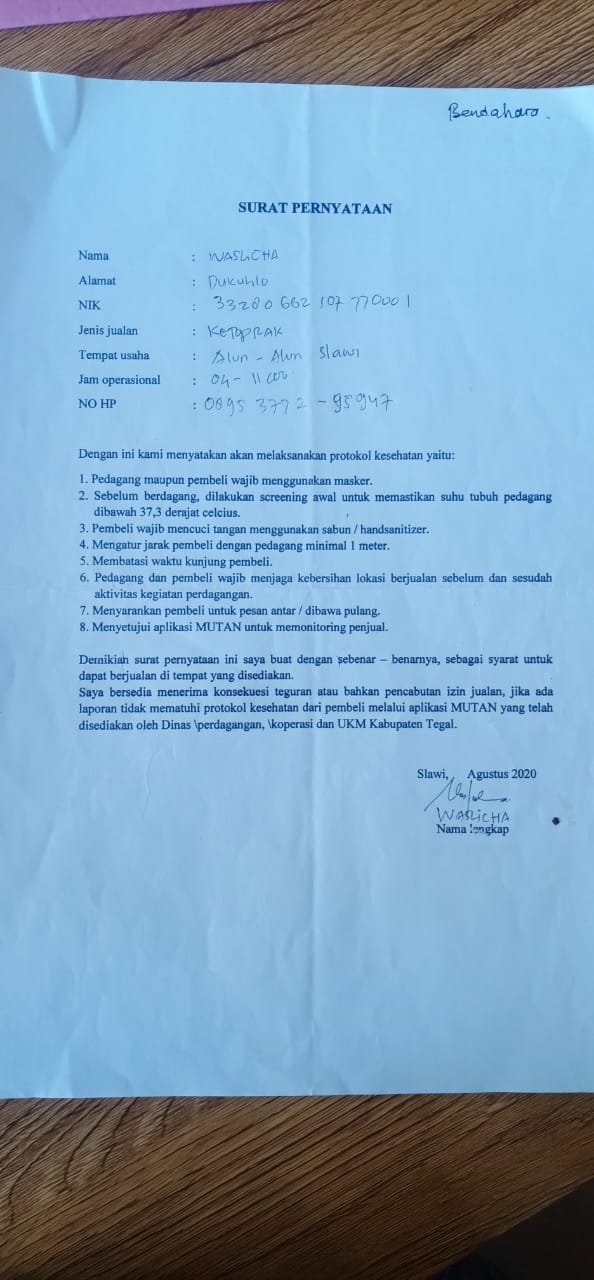 Bendahara.
SURAT PERNYATAAN
Nama : WASLICHA
Alamat : Dukuhlo
NIK : 33280 662 107 770001
Jenis jualan : KETOPRAK
Tempat usaha : Alun - Alun Slawi
Jam operasional : 04 - 11 00
NO HP : 0895 3772 - 95947
Dengan ini kami menyatakan akan melaksanakan protokol kesehatan yaitu:
1. Pedagang maupun pembeli wajib menggunakan masker.
2. Sebelum berdagang, dilakukan screening awal untuk memastikan suhu tubuh pedagang
dibawah 37,3 derajat celcius.
3. Pembeli wajib mencuci tangan menggunakan sabun / handsanitizer.
4. Mengatur jarak pembeli dengan pedagang minimal 1 meter.
5. Membatasi waktu kunjung pembeli.
6. Pedagang dan pembeli wajib menjaga kebersihan lokasi berjualan sebelum dan sesudah
aktivitas kegiatan perdagangan.
7. Menyarankan pembeli untuk pesan antar / dibawa pulang.
8. Menyetujui aplikasi MUTAN untuk memonitoring penjual.
Demikiah surat pernyataan ini saya buat dengan sebenar – benarnya, sebagai syarat untuk
dapat berjualan di tempat yang disediakan.
Saya bersedia menerima konsekuesi teguran atau bahkan pencabutan izin jualan, jika ada
laporan tidak mematuhi protokol kesehatan dari pembeli melalui aplikasi MUTAN yang telah
disediakan oleh Dinas \perdagangan, \koperasi dan UKM Kabupaten Tegal.
Slawi, Agustus 2020
WASLICHA
Nama lengkap